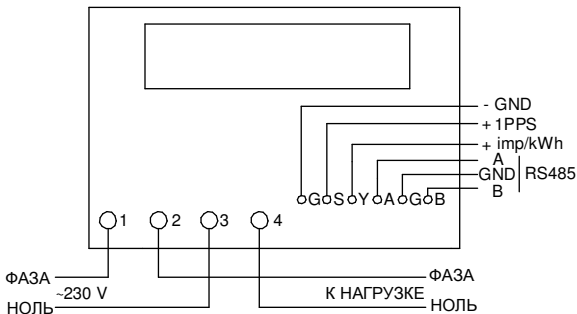 - GND
+ 1PPS
+ imp/kWh
A
GND
B
RS485
G S Y A G B
1 2 3 4
ФАЗА
~230 V
НОЛЬ
К НАГРУЗКЕ
ФАЗА
НОЛЬ